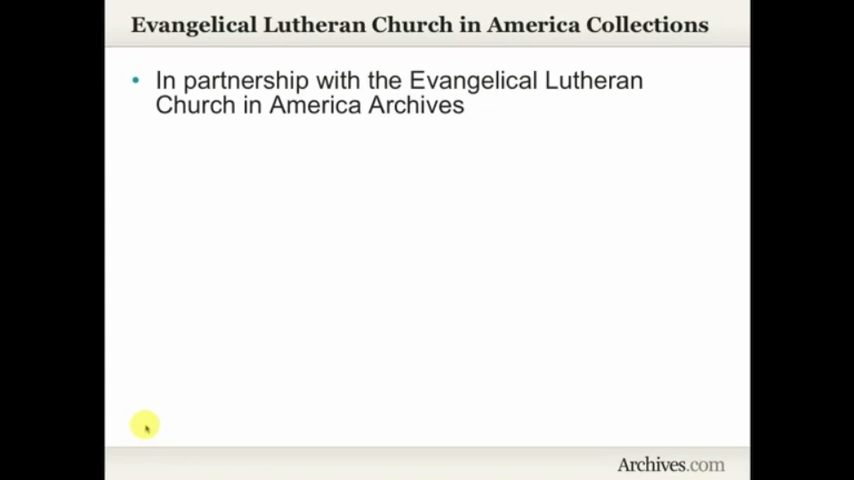 Evangelical Lutheran Church in America Collections
• In partnership with the Evangelical Lutheran
Church in America Archives
Archives.com